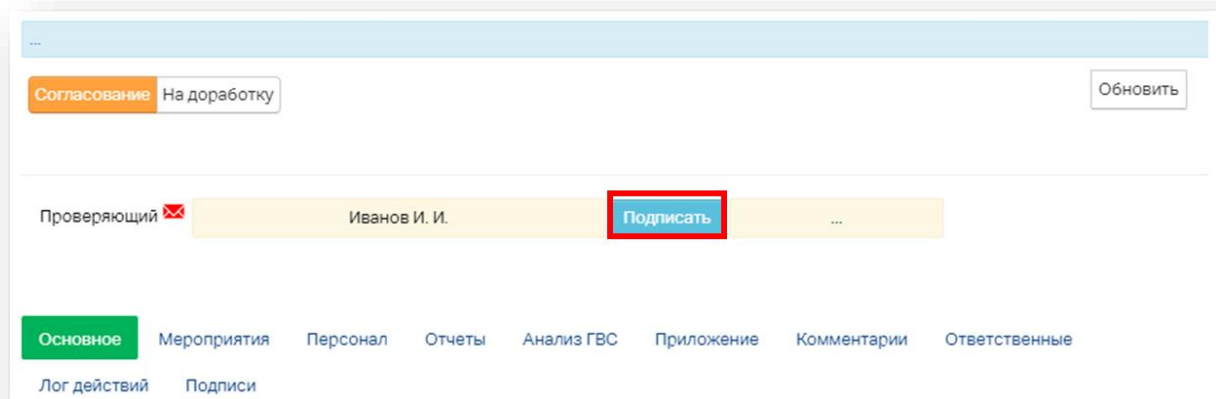 ...
Согласование На доработку Обновить
Проверяющий Иванов И. И. Подписать ...
Основное Мероприятия Персонал Отчеты Анализ ГВС Приложение Комментарии Ответственные
Лог действий Подписи